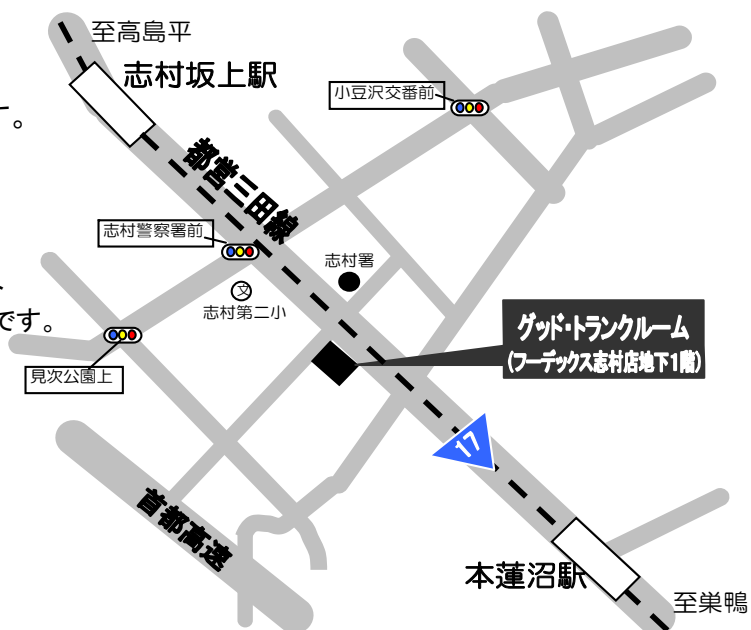 至高島平
志村坂上駅
小豆沢交番前
す。
都営三田線
志村警察署前
志村署
文
志村第二小
です。
グッド・トランクルーム
(フーデックス志村店地下1階)
見次公園上
17
首都高速
本蓮沼駅
至巣鴨